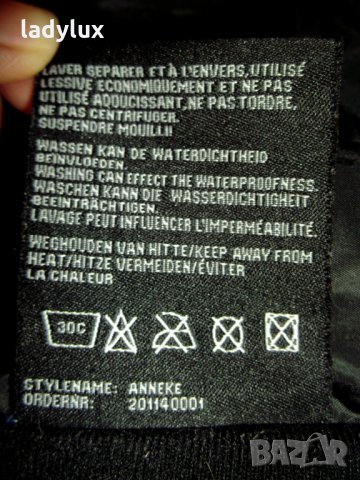 ladylux
LAVER SEPARER ET À L'ENVERS, UTILISÉ
LESSIVE ECONOMIQUEMENT ET NE PAS
UTILISÉ ADOUCISSANT, NE PAS TORDRE,
NE PAS CENTRIFUGER.
SUSPENDRE MOUILLI!
WASSEN KAN DE WATERDICHTHEID
BEÏNVLOEDEN.
WASHING CAN EFFECT THE WATERPROOFNESS.
WASCHEN KANN DIE WASSERDICHTIGHEIT
BEEINTRÄCHTIGEN.
LAVAGE PEUT INFLUENCER L'IMPERMÉABILITÉ.
WEGHOUDEN VAN HITTE/KEEP AWAY FROM
HEAT/HITZE VERMEIDEN/ÉVITER
LA CHALEUR
30C
STYLENAME: ANNEKE
ORDERNR: 201140001
BAZAR